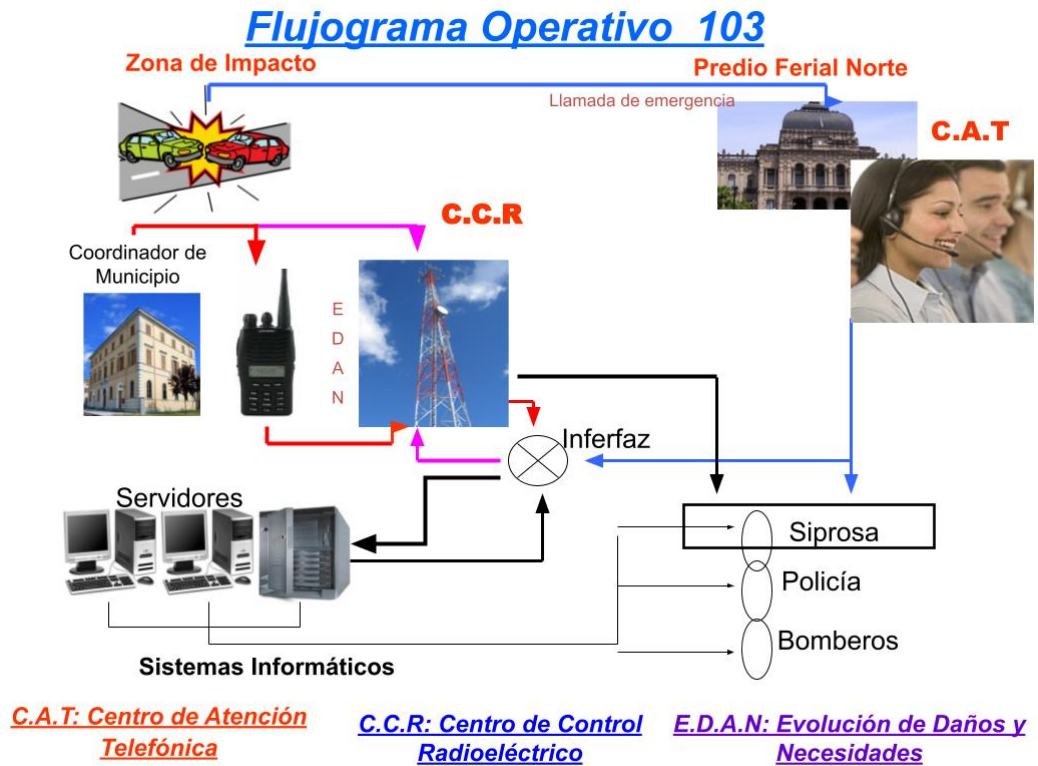 Flujograma Operativo 103
Zona de Impacto
Predio Ferial Norte
Llamada de emergencia
C.A.T
C.C.R
Coordinador de
Municipio
E
D
A
N
Inferfaz
Servidores
Siprosa
Policía
Bomberos
Sistemas Informáticos
C.A.T: Centro de Atención
Telefónica
C.C.R: Centro de Control
Radioeléctrico
E.D.A.N: Evolución de Daños y
Necesidades